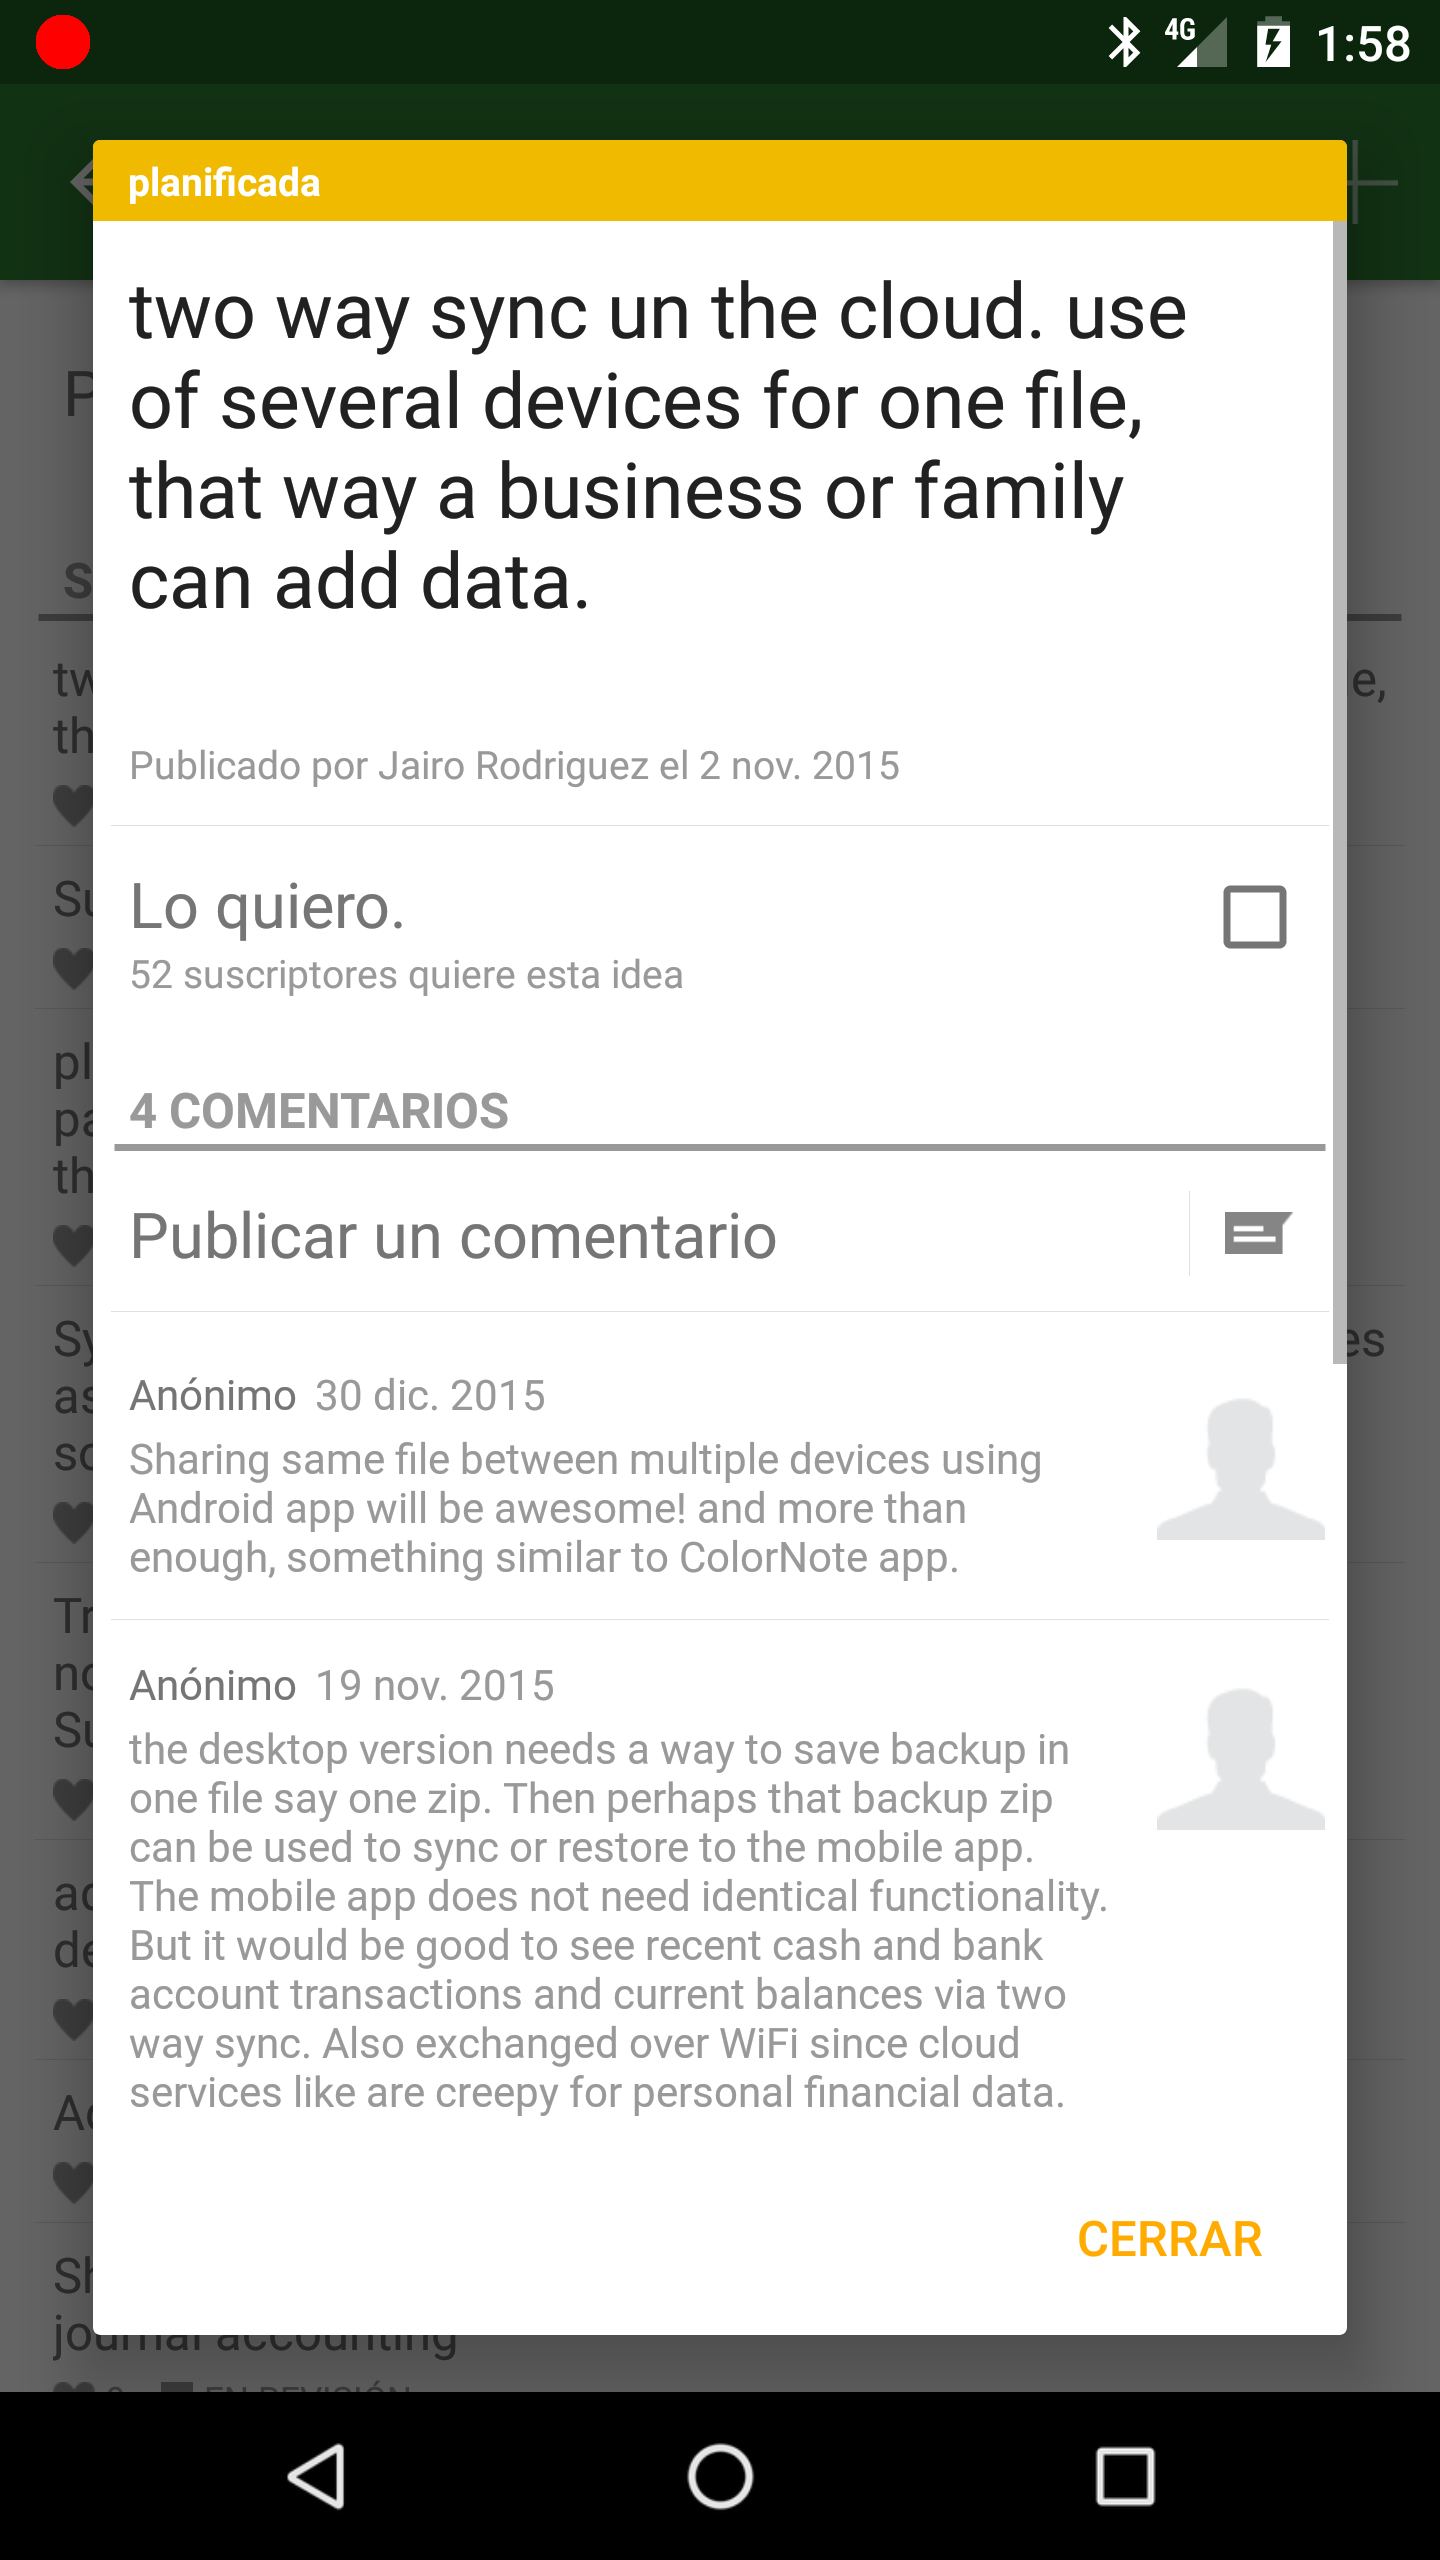 4G 1:58
planificada
two way sync un the cloud. use
of several devices for one file,
that way a business or family
can add data.
Publicado por Jairo Rodriguez el 2 nov. 2015
Lo quiero.
52 suscriptores quiere esta idea
4 COMENTARIOS
Publicar un comentario
Anónimo 30 dic. 2015
Sharing same file between multiple devices using
Android app will be awesome! and more than
enough, something similar to ColorNote app.
Anónimo 19 nov. 2015
the desktop version needs a way to save backup in
one file say one zip. Then perhaps that backup zip
can be used to sync or restore to the mobile app.
The mobile app does not need identical functionality.
But it would be good to see recent cash and bank
account transactions and current balances via two
way sync. Also exchanged over WiFi since cloud
services like are creepy for personal financial data.
CERRAR
journal accounting
EN REVISIÓN